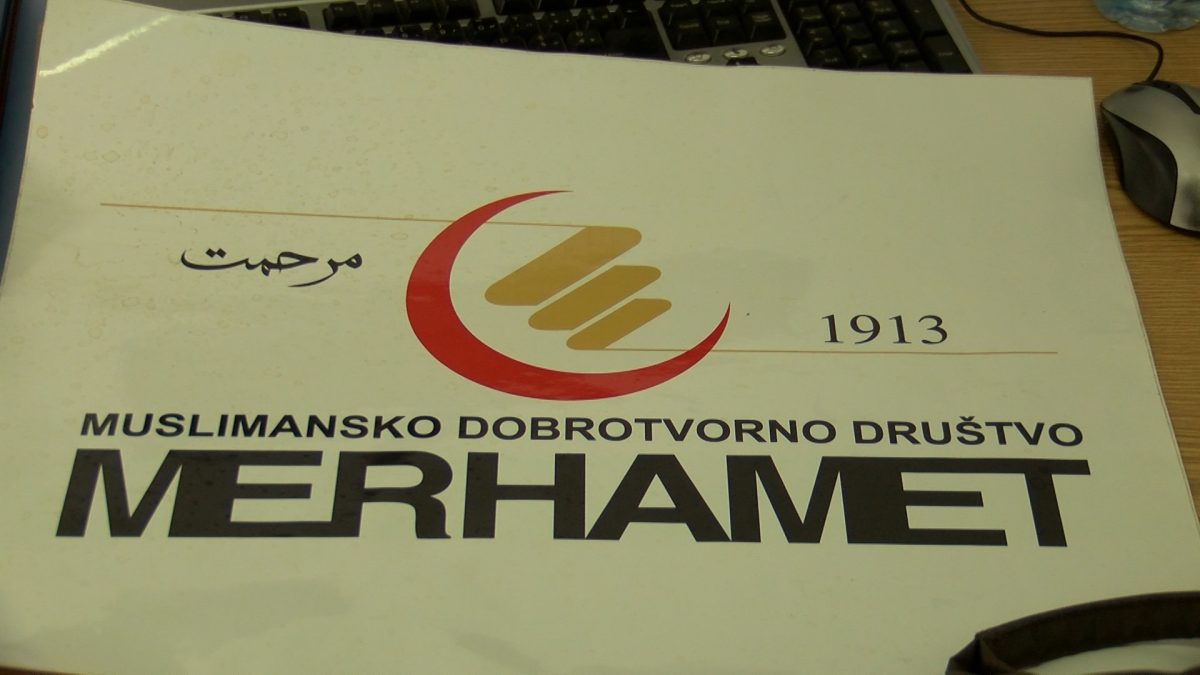 مرحمت
1913
MUSLIMANSKO DOBROTVORNO DRUŠTVO
MERHAMET